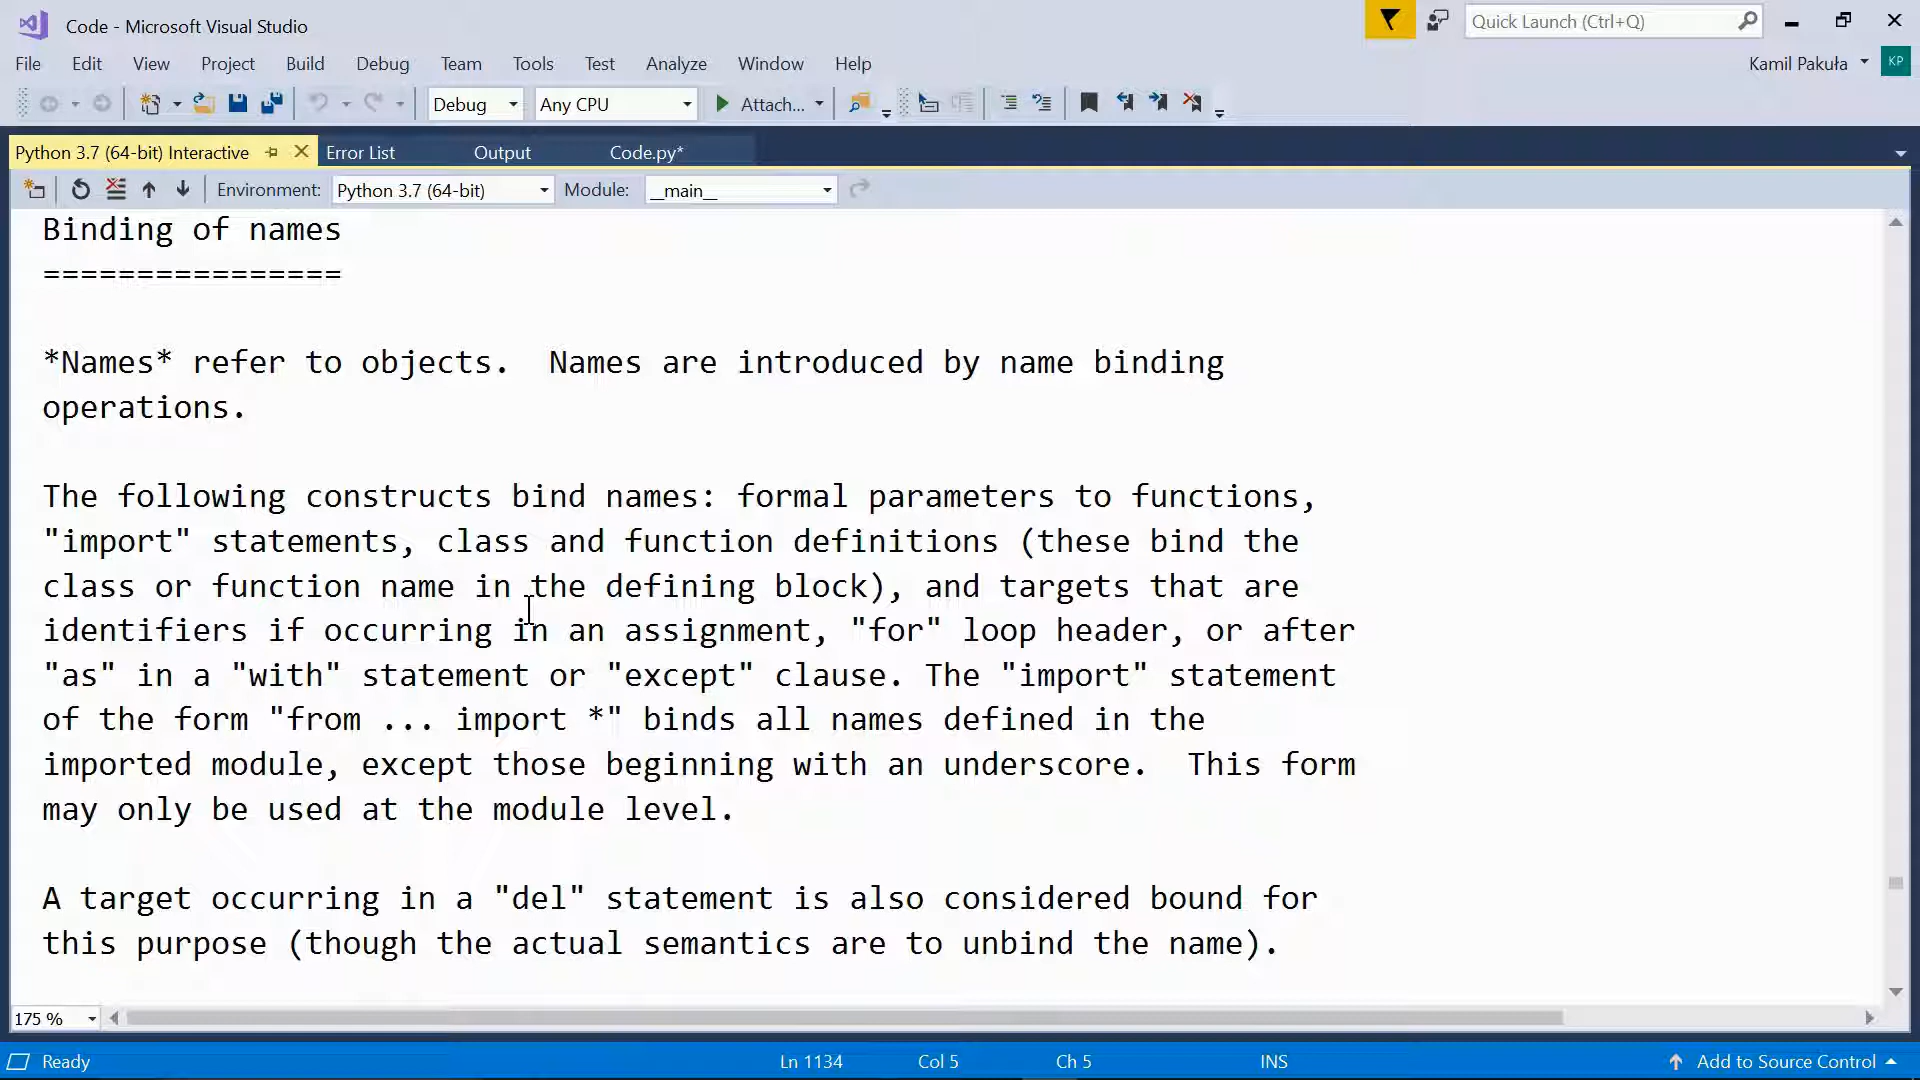 Code - Microsoft Visual Studio
Quick Launch (Ctrl+Q)
File Edit View Project Build Debug Team Tools Test Analyze Window Help
Kamil Pakuła KP
Debug Any CPU Attach...
Python 3.7 (64-bit) Interactive Error List Output Code.py*
Environment: Python 3.7 (64-bit) Module: __main__
Binding of names
================
*Names* refer to objects.  Names are introduced by name binding
operations.
The following constructs bind names: formal parameters to functions,
"import" statements, class and function definitions (these bind the
class or function name in the defining block), and targets that are
identifiers if occurring in an assignment, "for" loop header, or after
"as" in a "with" statement or "except" clause. The "import" statement
of the form "from ... import *" binds all names defined in the
imported module, except those beginning with an underscore.  This form
may only be used at the module level.
A target occurring in a "del" statement is also considered bound for
this purpose (though the actual semantics are to unbind the name).
175 %
Ready Ln 1134 Col 5 Ch 5 INS Add to Source Control